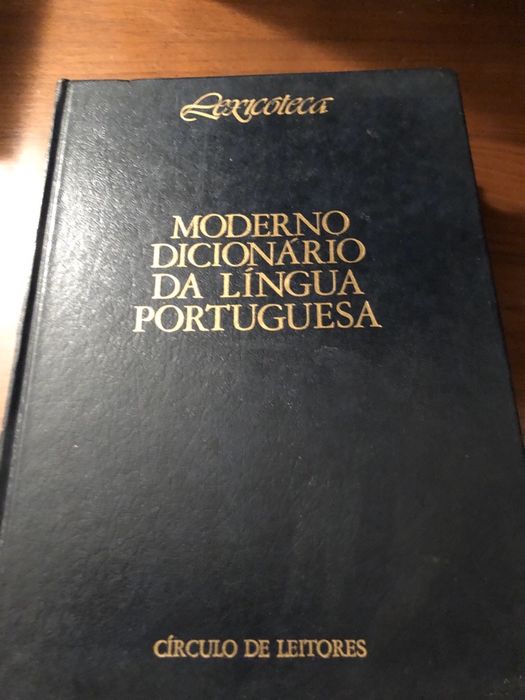 Lexicoteca
MODERNO
DICIONÁRIO
DA LÍNGUA
PORTUGUESA
CÍRCULO DE LEITORES